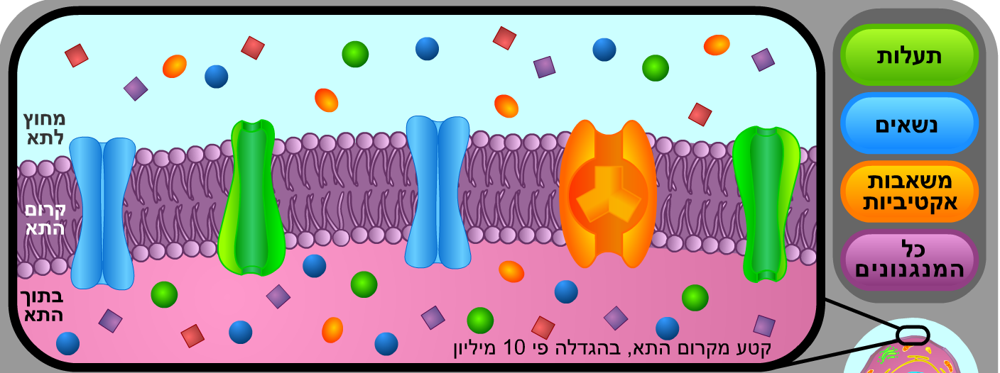 תעלות
נשאים
משאבות
אקטיביות
כל
המנגנונים
מחוץ
לתא
קרום
התא
בתוך
התא
קטע מקרום התא, בהגדלה פי 10 מיליון